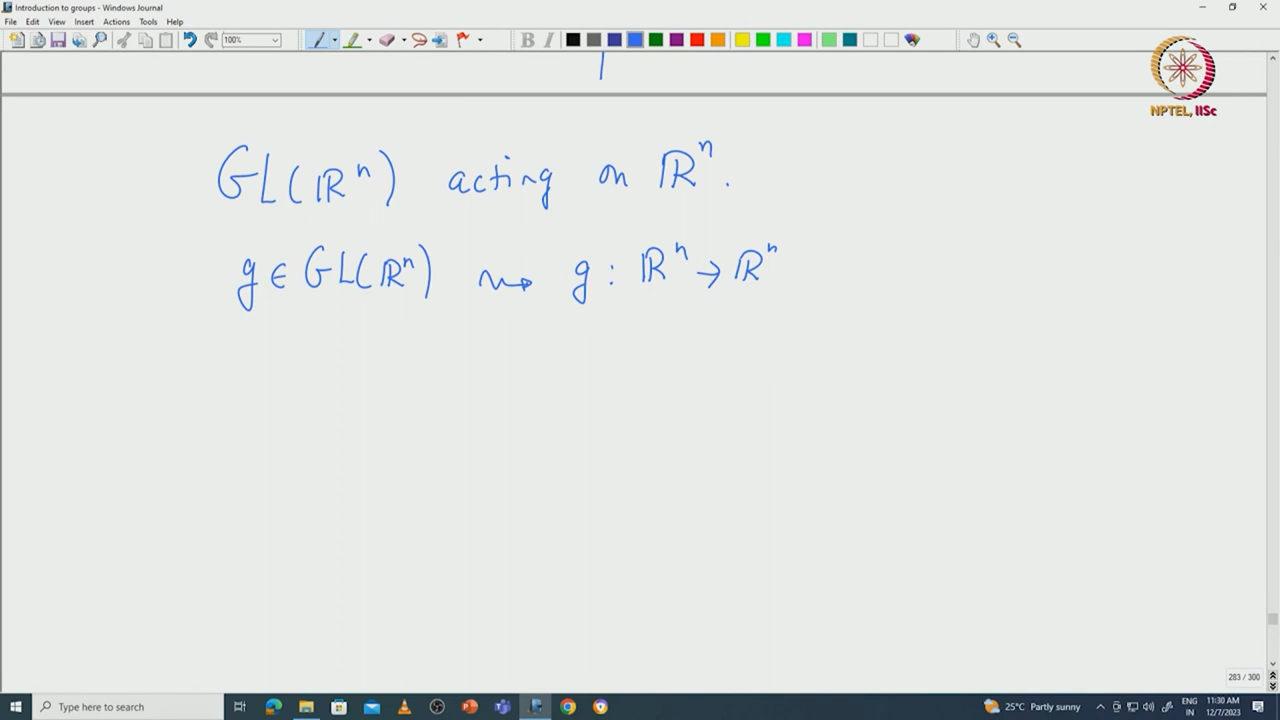 Introduction to groups - Windows Journal
File Edit View Insert Actions Tools Help
100%
B I
NPTEL, IISc
GL(ℝⁿ) acting on ℝⁿ.
g ∈ GL(ℝⁿ) ⇝ g : ℝⁿ → ℝⁿ
283 / 300
Type here to search
25°C Partly sunny
ENG
IN
11:30 AM
12/7/2023